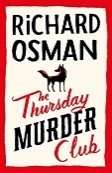 RiCHARD
OSMAN
The
Thursday
MURDER
Club